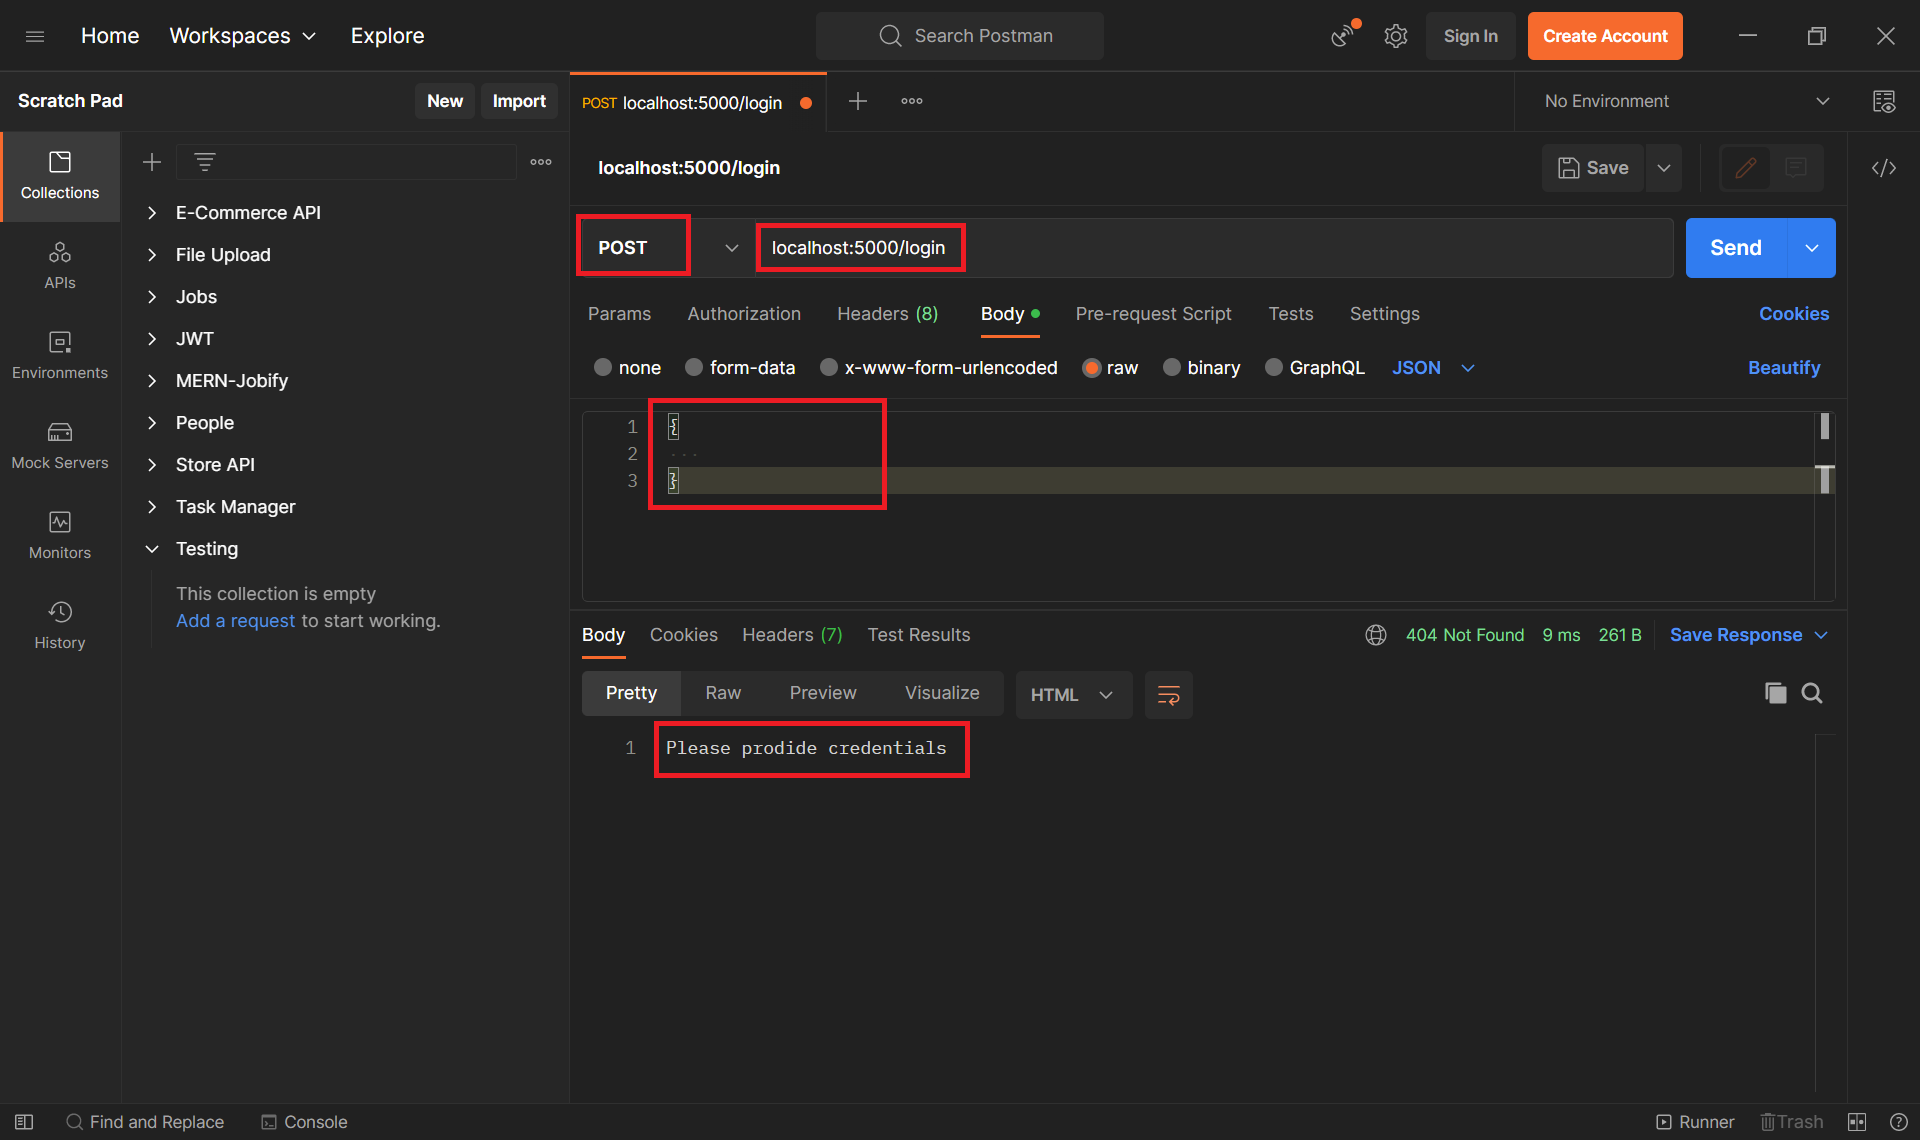 Home Workspaces Explore Search Postman Sign In Create Account
Scratch Pad New Import POST localhost:5000/login No Environment
localhost:5000/login Save
Collections
APIs
Environments
Mock Servers
Monitors
History
E-Commerce API
File Upload
Jobs
JWT
MERN-Jobify
People
Store API
Task Manager
Testing
This collection is empty
Add a request to start working.
POST localhost:5000/login Send
Params Authorization Headers (8) Body Pre-request Script Tests Settings Cookies
none form-data x-www-form-urlencoded raw binary GraphQL JSON Beautify
1 {
2 ...
3 }
Body Cookies Headers (7) Test Results 404 Not Found 9 ms 261 B Save Response
Pretty Raw Preview Visualize HTML
1 Please prodide credentials
Find and Replace Console Runner Trash